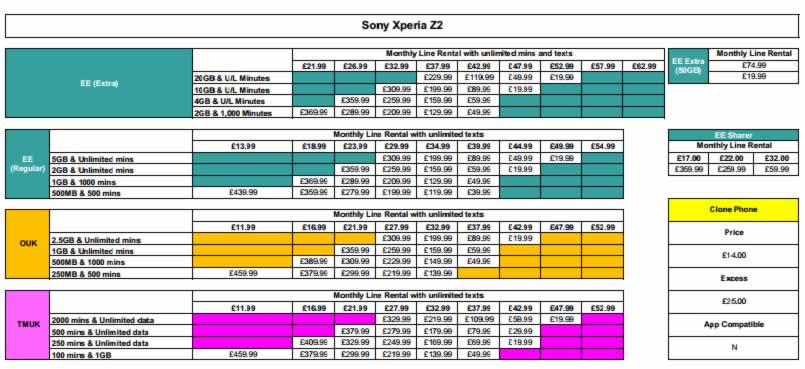 Sony Xperia Z2
Monthly Line Rental with unlimited mins and texts
EE (Extra)
£21.99 £26.99 £32.99 £37.99 £42.99 £47.99 £52.99 £57.99 £62.99
20GB & U/L Minutes £229.99 £119.99 £49.99 £19.99
10GB & U/L Minutes £309.99 £199.99 £89.99 £19.99
4GB & U/L Minutes £359.99 £259.99 £159.99 £59.99
2GB & 1,000 Minutes £369.99 £289.99 £209.99 £129.99 £49.99
EE Extra (50GB) Monthly Line Rental
£74.99
£19.99
Monthly Line Rental with unlimited texts
EE (Regular)
£13.99 £18.99 £23.99 £29.99 £34.99 £39.99 £44.99 £49.99 £54.99
5GB & Unlimited mins £309.99 £199.99 £89.99 £49.99 £19.99
2GB & Unlimited mins £359.99 £259.99 £159.99 £59.99 £19.99
1GB & 1000 mins £369.99 £289.99 £209.99 £129.99 £49.99
500MB & 500 mins £439.99 £359.99 £279.99 £199.99 £119.99 £39.99
EE Sharer
Monthly Line Rental
£17.00 £22.00 £32.00
£359.99 £259.99 £59.99
Monthly Line Rental with unlimited texts
OUK
£11.99 £16.99 £21.99 £27.99 £32.99 £37.99 £42.99 £47.99 £52.99
2.5GB & Unlimited mins £309.99 £199.99 £89.99 £19.99
1GB & Unlimited mins £359.99 £259.99 £159.99 £59.99
500MB & 1000 mins £389.99 £309.99 £229.99 £149.99 £49.99
250MB & 500 mins £459.99 £379.99 £299.99 £219.99 £139.99
Clone Phone
Price
£14.00
Excess
£25.00
App Compatible
N
Monthly Line Rental with unlimited texts
TMUK
£11.99 £16.99 £21.99 £27.99 £32.99 £37.99 £42.99 £47.99 £52.99
2000 mins & Unlimited data £329.99 £219.99 £109.99 £59.99 £19.99
500 mins & Unlimited data £379.99 £279.99 £179.99 £79.99 £29.99
250 mins & Unlimited data £409.99 £329.99 £249.99 £169.99 £69.99 £19.99
100 mins & 1GB £459.99 £379.99 £299.99 £219.99 £139.99 £49.99